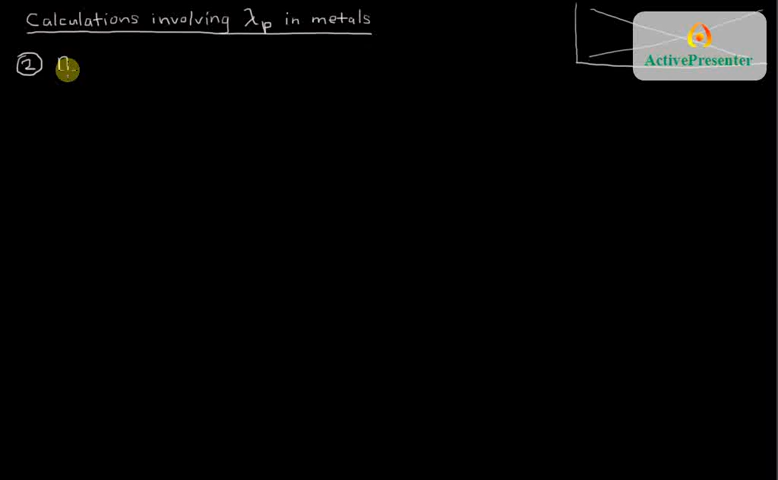 Calculations involving λp in metals
2
ActivePresenter